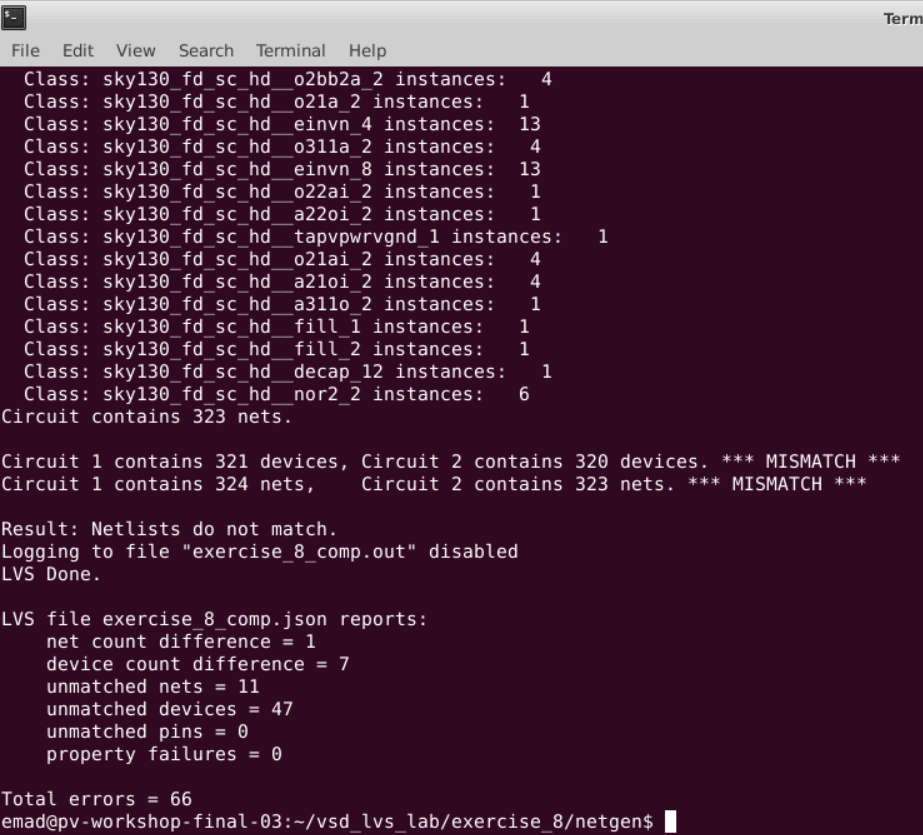 Term
File Edit View Search Terminal Help
Class: sky130_fd_sc_hd__o2bb2a_2 instances: 4
Class: sky130_fd_sc_hd__o21a_2 instances: 1
Class: sky130_fd_sc_hd__einvn_4 instances: 13
Class: sky130_fd_sc_hd__o311a_2 instances: 4
Class: sky130_fd_sc_hd__einvn_8 instances: 13
Class: sky130_fd_sc_hd__o22ai_2 instances: 1
Class: sky130_fd_sc_hd__a22oi_2 instances: 1
Class: sky130_fd_sc_hd__tapvpwrvgnd_1 instances: 1
Class: sky130_fd_sc_hd__o21ai_2 instances: 4
Class: sky130_fd_sc_hd__a21oi_2 instances: 4
Class: sky130_fd_sc_hd__a311o_2 instances: 1
Class: sky130_fd_sc_hd__fill_1 instances: 1
Class: sky130_fd_sc_hd__fill_2 instances: 1
Class: sky130_fd_sc_hd__decap_12 instances: 1
Class: sky130_fd_sc_hd__nor2_2 instances: 6
Circuit contains 323 nets.
Circuit 1 contains 321 devices, Circuit 2 contains 320 devices. *** MISMATCH ***
Circuit 1 contains 324 nets, Circuit 2 contains 323 nets. *** MISMATCH ***
Result: Netlists do not match.
Logging to file "exercise_8_comp.out" disabled
LVS Done.
LVS file exercise_8_comp.json reports:
net count difference = 1
device count difference = 7
unmatched nets = 11
unmatched devices = 47
unmatched pins = 0
property failures = 0
Total errors = 66
emad@pv-workshop-final-03:~/vsd_lvs_lab/exercise_8/netgen$